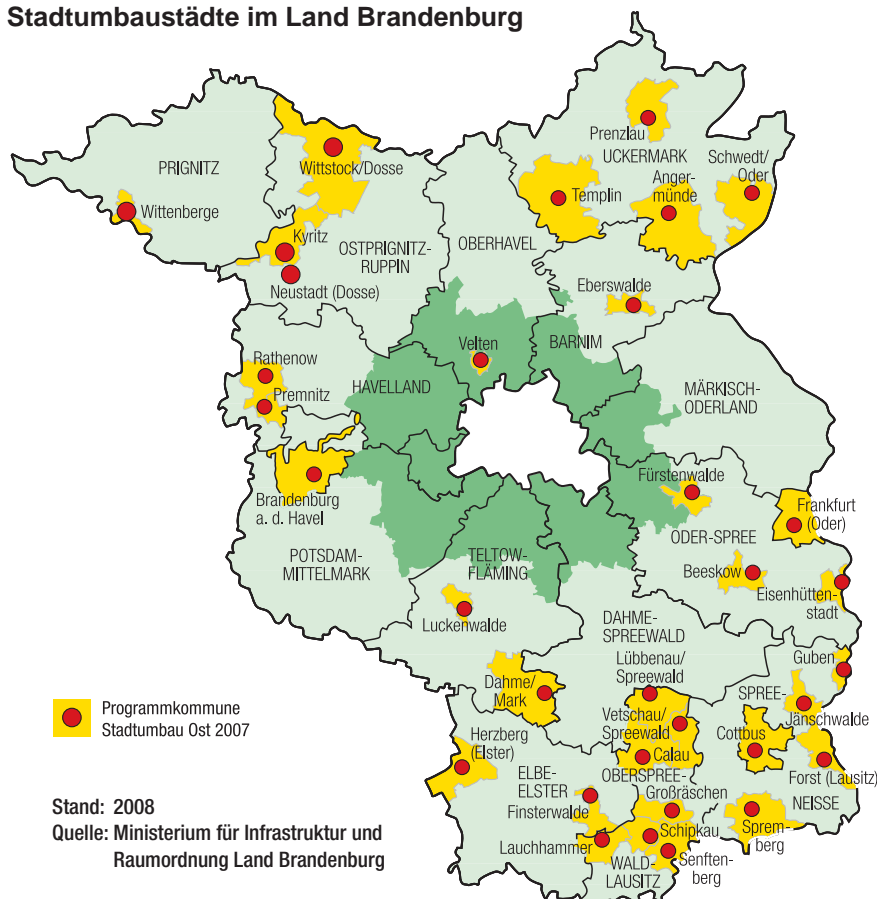 Stadtumbaustädte im Land Brandenburg
Prenzlau
UCKERMARK
Schwedt/
Oder
PRIGNITZ
Wittstock/Dosse
Templin
Anger-
münde
Wittenberge
Kyritz
OSTPRIGNITZ-
RUPPIN
OBERHAVEL
Neustadt (Dosse)
Eberswalde
Velten
BARNIM
Rathenow
HAVELLAND
Premnitz
MÄRKISCH-
ODERLAND
Brandenburg
a. d. Havel
Fürstenwalde
Frankfurt
(Oder)
ODER-SPREE
POTSDAM-
MITTELMARK
TELTOW-
FLÄMING
Beeskow
Eisenhütten-
stadt
Luckenwalde
DAHME-
SPREEWALD
Lübbenau/
Spreewald
Guben
Dahme/
Mark
SPREE-
Jänschwalde
Vetschau/
Spreewald
Cottbus
Programmkommune
Stadtumbau Ost 2007
Herzberg
(Elster)
Calau
Forst (Lausitz)
ELBE-
ELSTER
OBERSPREE-
Großräschen
NEISSE
Finsterwalde
Schipkau
Sprem-
berg
Lauchhammer
Senften-
berg
WALD-
LAUSITZ
Stand: 2008
Quelle: Ministerium für Infrastruktur und
Raumordnung Land Brandenburg